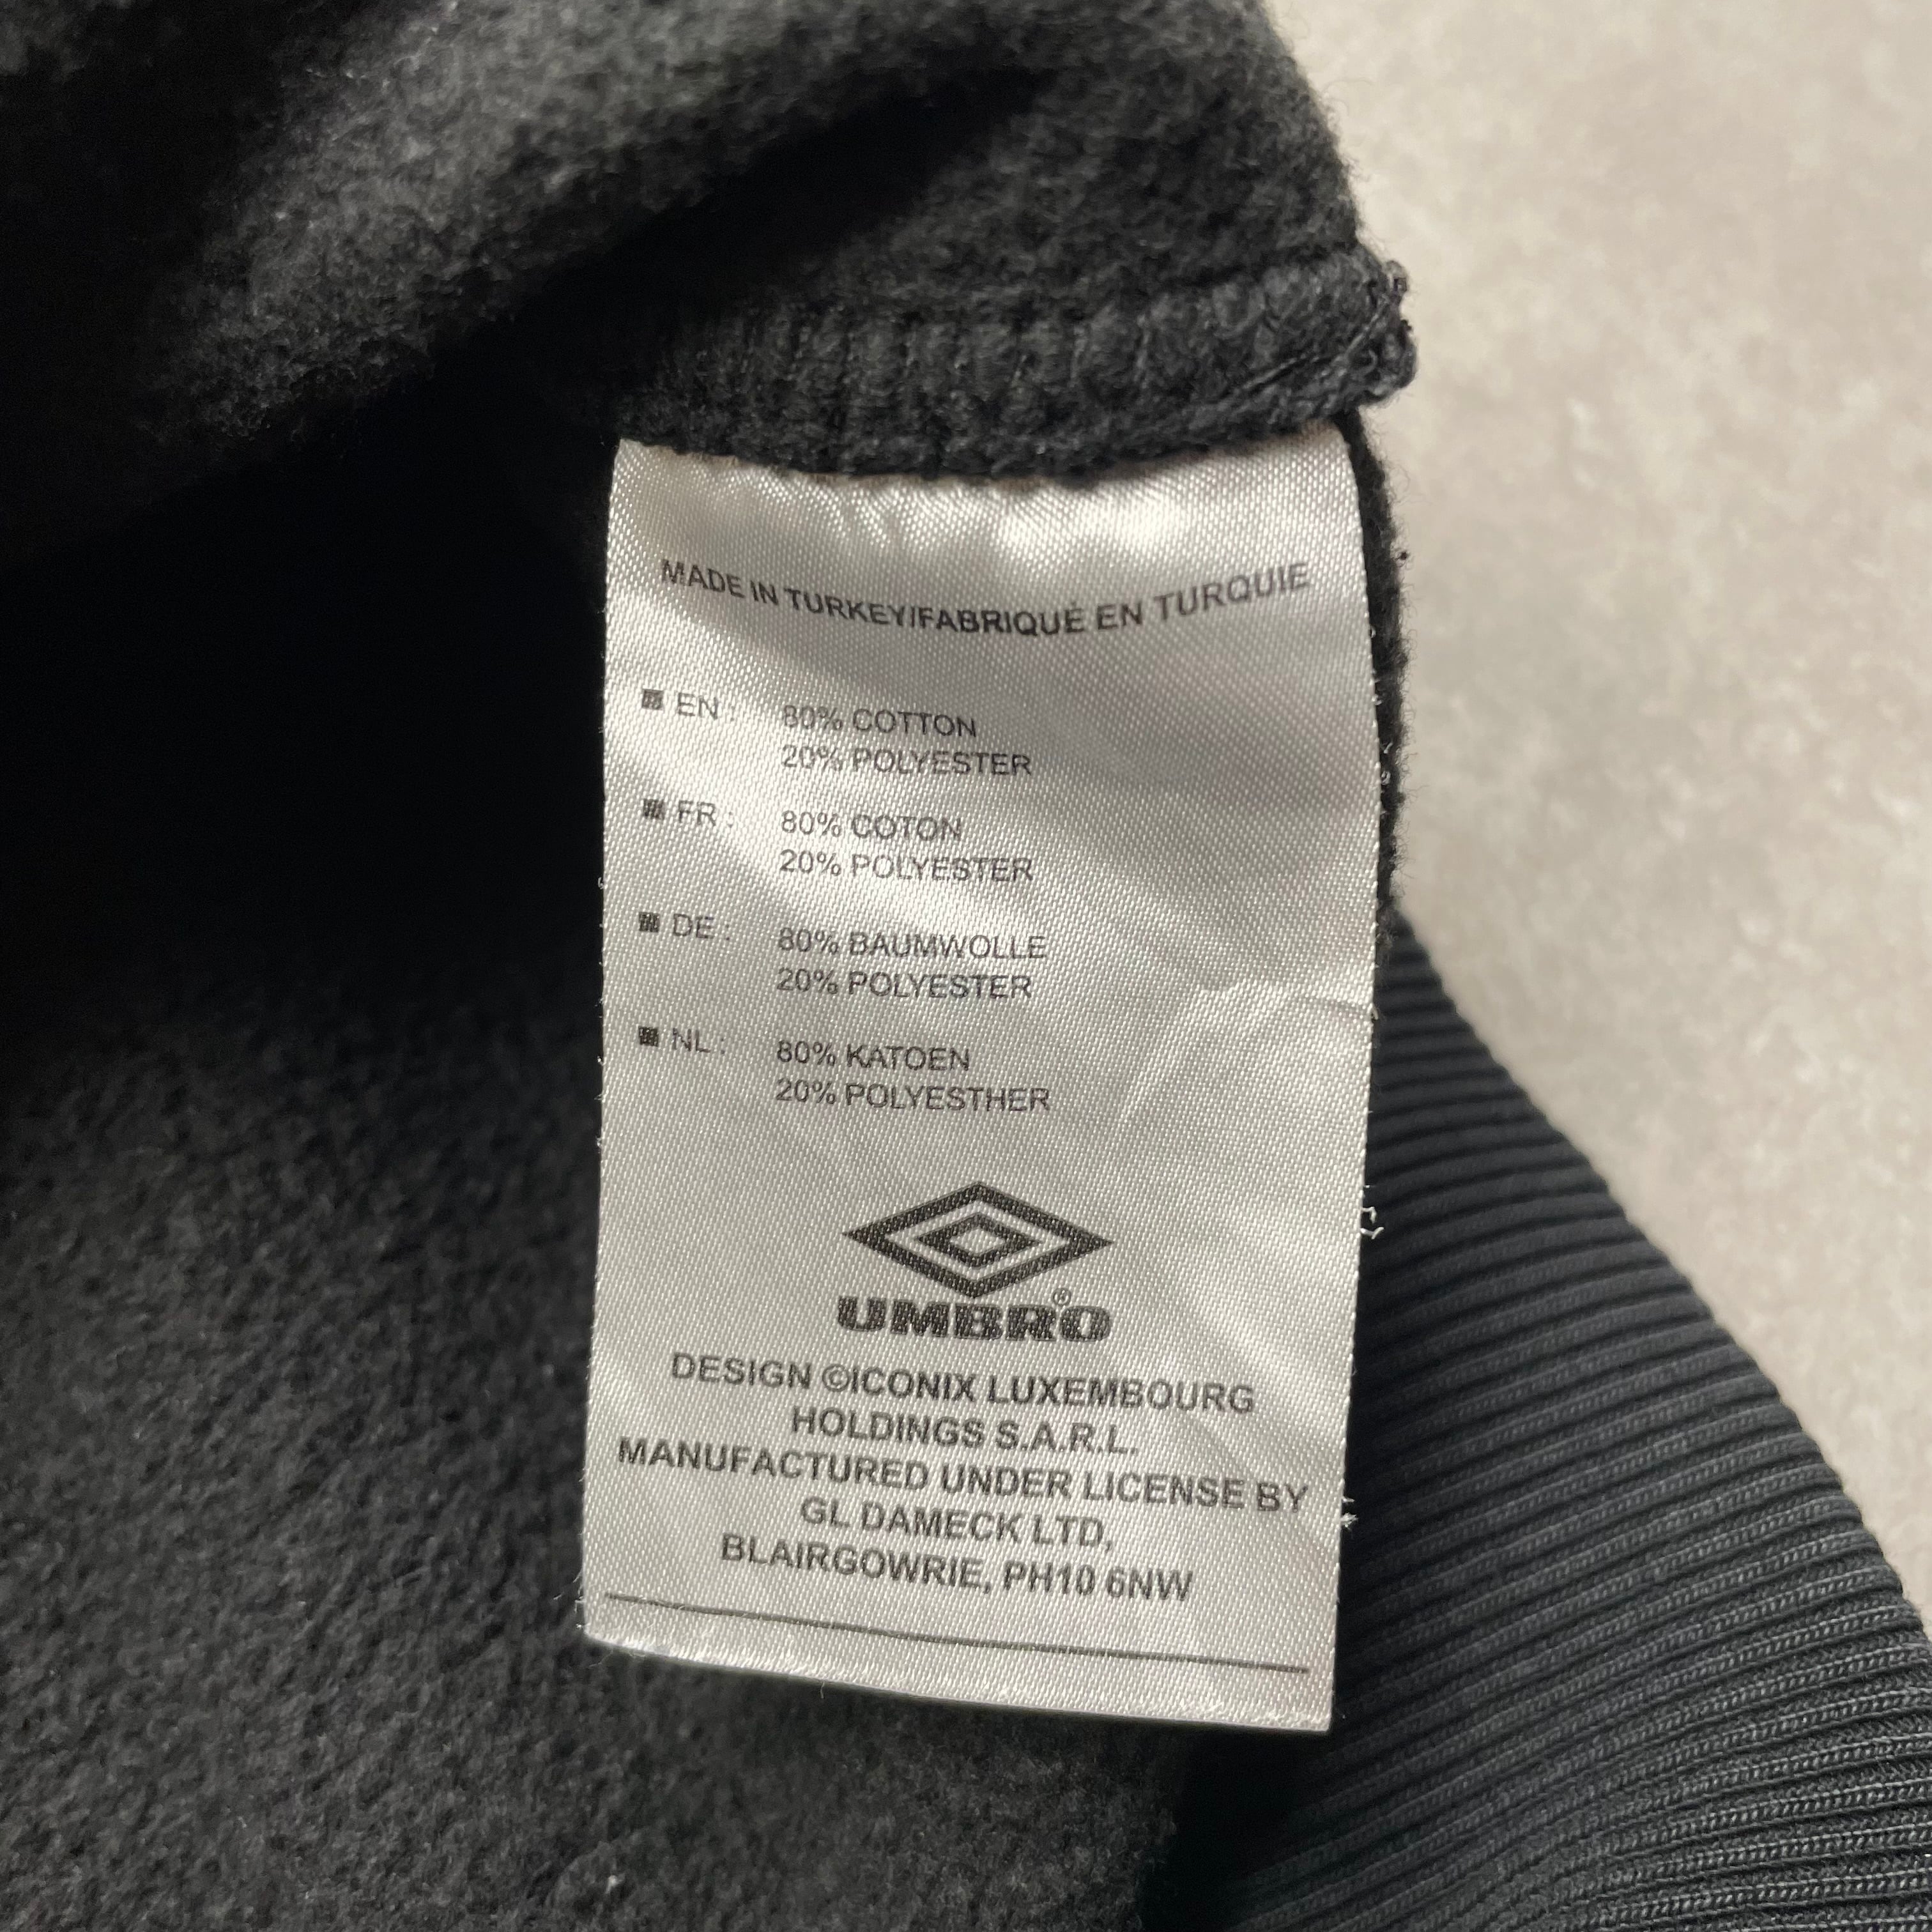 MADE IN TURKEY/FABRIQUÉ EN TURQUIE
EN : 80% COTTON
20% POLYESTER
FR : 80% COTON
20% POLYESTER
DE : 80% BAUMWOLLE
20% POLYESTER
NL : 80% KATOEN
20% POLYESTHER
UMBRO®
DESIGN ©ICONIX LUXEMBOURG
HOLDINGS S.A.R.L.
MANUFACTURED UNDER LICENSE BY
GL DAMECK LTD,
BLAIRGOWRIE, PH10 6NW